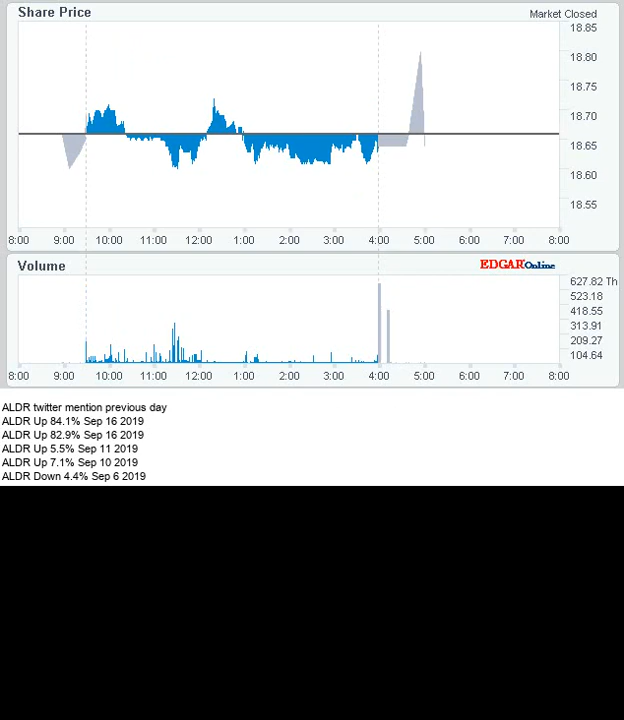 Share Price
Market Closed
18.85
18.80
18.75
18.70
18.65
18.60
18.55
8:00 9:00 10:00 11:00 12:00 1:00 2:00 3:00 4:00 5:00 6:00 7:00 8:00
Volume
EDGAR Online
627.82 Th
523.18
418.55
313.91
209.27
104.64
8:00 9:00 10:00 11:00 12:00 1:00 2:00 3:00 4:00 5:00 6:00 7:00 8:00
ALDR twitter mention previous day
ALDR Up 84.1% Sep 16 2019
ALDR Up 82.9% Sep 16 2019
ALDR Up 5.5% Sep 11 2019
ALDR Up 7.1% Sep 10 2019
ALDR Down 4.4% Sep 6 2019